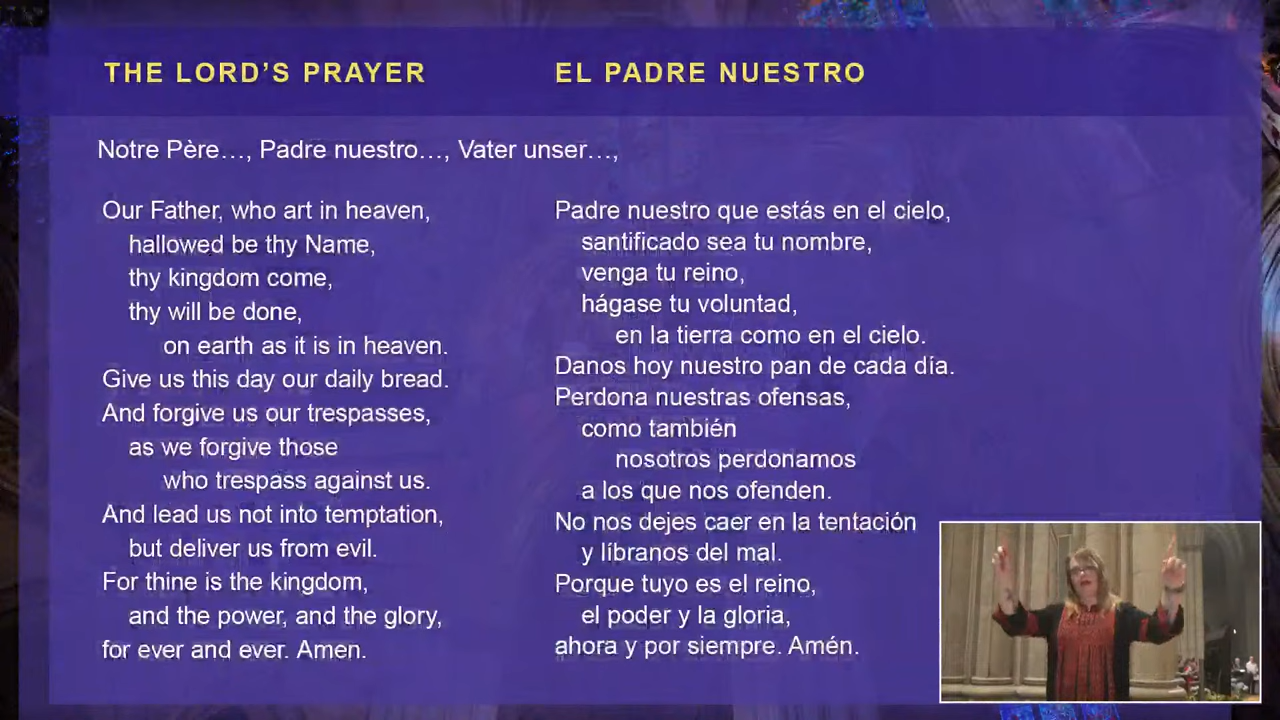 THE LORD’S PRAYER
EL PADRE NUESTRO
Notre Père…, Padre nuestro…, Vater unser…,
Our Father, who art in heaven,
hallowed be thy Name,
thy kingdom come,
thy will be done,
on earth as it is in heaven.
Give us this day our daily bread.
And forgive us our trespasses,
as we forgive those
who trespass against us.
And lead us not into temptation,
but deliver us from evil.
For thine is the kingdom,
and the power, and the glory,
for ever and ever. Amen.
Padre nuestro que estás en el cielo,
santificado sea tu nombre,
venga tu reino,
hágase tu voluntad,
en la tierra como en el cielo.
Danos hoy nuestro pan de cada día.
Perdona nuestras ofensas,
como también
nosotros perdonamos
a los que nos ofenden.
No nos dejes caer en la tentación
y líbranos del mal.
Porque tuyo es el reino,
el poder y la gloria,
ahora y por siempre. Amén.